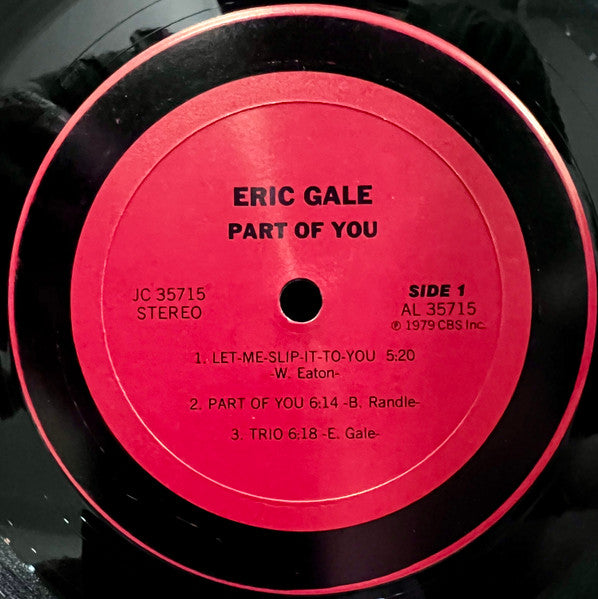 ERIC GALE
PART OF YOU
JC 35715
STEREO
SIDE 1
AL 35715
℗ 1979 CBS Inc.
1. LET-ME-SLIP-IT-TO-YOU 5:20
-W. Eaton-
2. PART OF YOU 6:14 -B. Randle-
3. TRIO 6:18 -E. Gale-